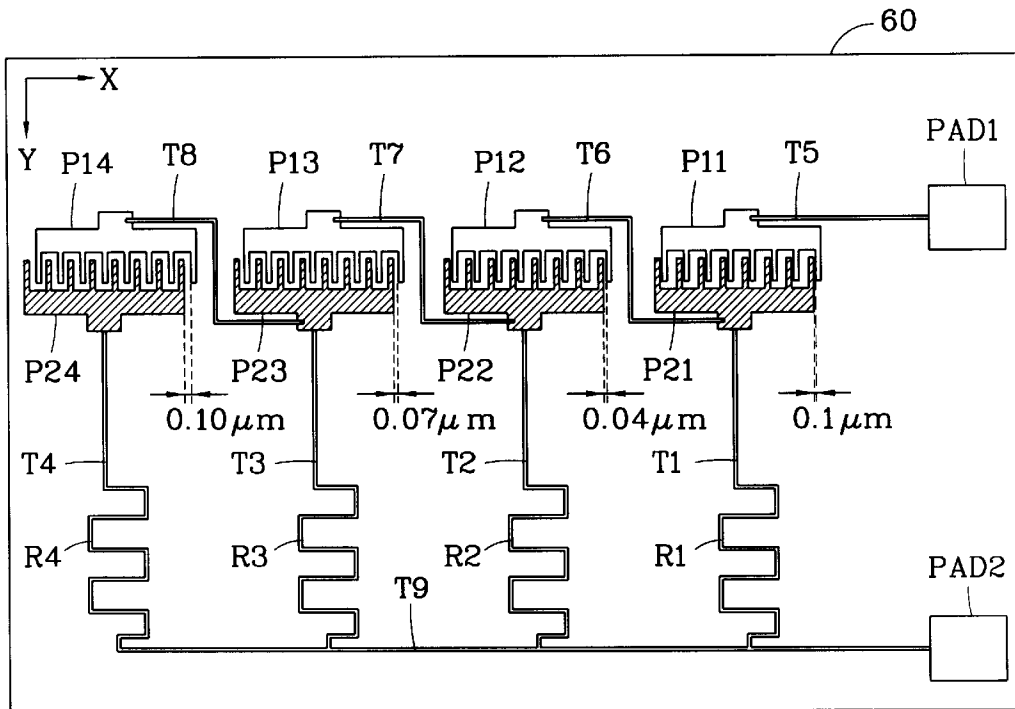 60
X
Y
P14
T8
P13
T7
P12
T6
P11
T5
PAD1
P24
P23
P22
P21
0.10μm
0.07μm
0.04μm
0.1μm
T4
T3
T2
T1
R4
R3
R2
R1
T9
PAD2